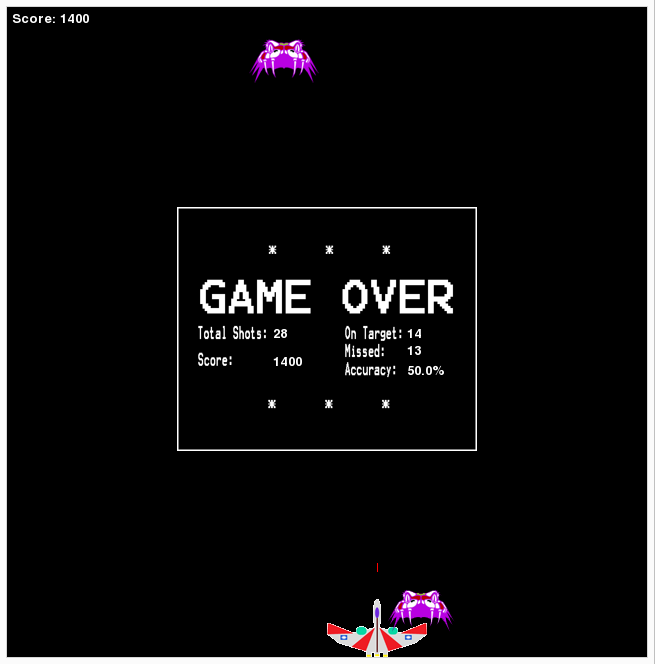 Score: 1400
* * *
GAME OVER
Total Shots: 28 On Target: 14
Missed: 13
Score: 1400
Accuracy: 50.0%
* * *